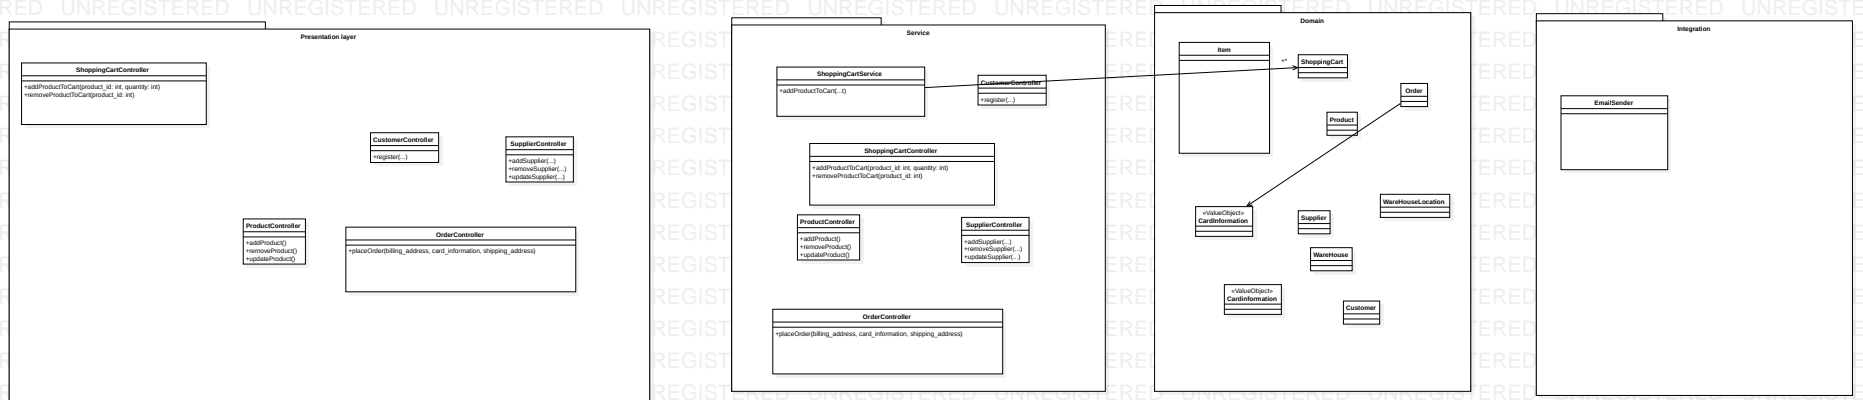 Presentation layer
ShoppingCartController
+addProductToCart(product_id: int, quantity: int)
+removeProductToCart(product_id: int)
CustomerController
+register(...)
SupplierController
+addSupplier(...)
+removeSupplier(...)
+updateSupplier(...)
ProductController
+addProduct()
+removeProduct()
+updateProduct()
OrderController
+placeOrder(billing_address, card_information, shipping_address)
Service
ShoppingCartService
+addProductToCart(...t)
CustomerController
+register(...)
ShoppingCartController
+addProductToCart(product_id: int, quantity: int)
+removeProductToCart(product_id: int)
ProductController
+addProduct()
+removeProduct()
+updateProduct()
SupplierController
+addSupplier(...)
+removeSupplier(...)
+updateSupplier(...)
OrderController
+placeOrder(billing_address, card_information, shipping_address)
Domain
Item
+*
ShoppingCart
Order
Product
«ValueObject»
CardInformation
Supplier
WareHouseLocation
WareHouse
«ValueObject»
CardInformation
Customer
Integration
EmailSender
UNREGISTERED